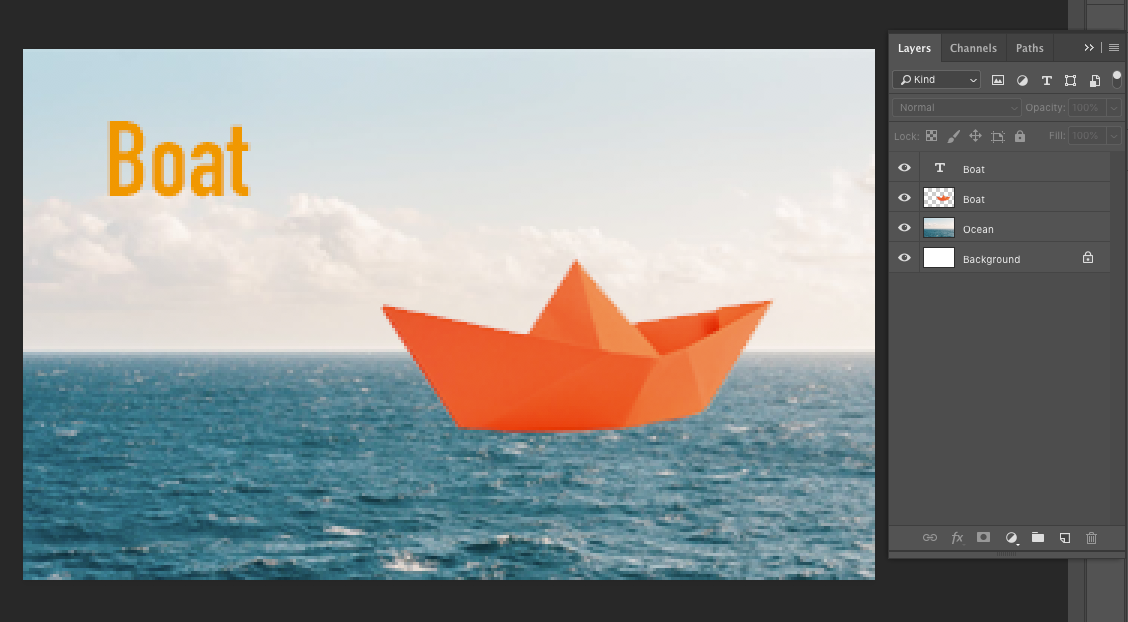 Boat
Layers Channels Paths
Kind
Normal Opacity: 100%
Lock: Fill: 100%
T Boat
Boat
Ocean
Background
fx